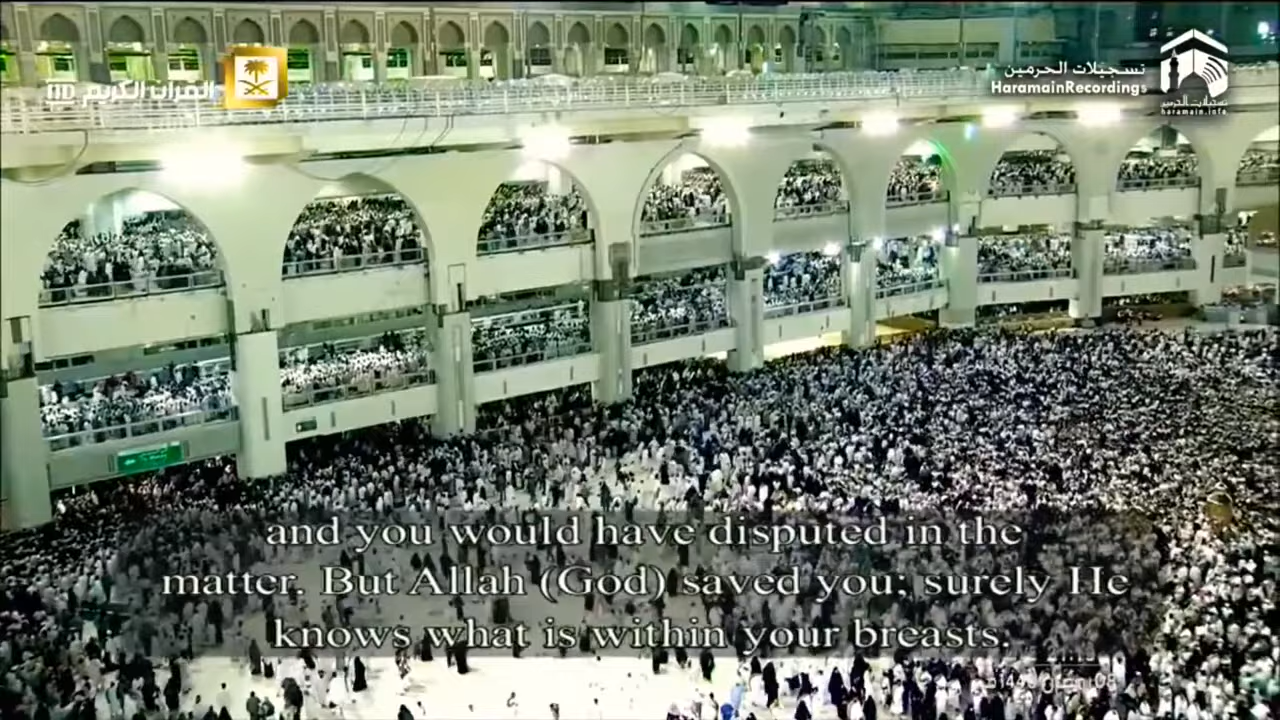 القرآن الكريم HD
تسجيلات الحرمين
HaramainRecordings
تسجيلات الحرمين
haramain.info
and you would have disputed in the
matter. But Allah (God) saved you; surely He
knows what is within your breasts.